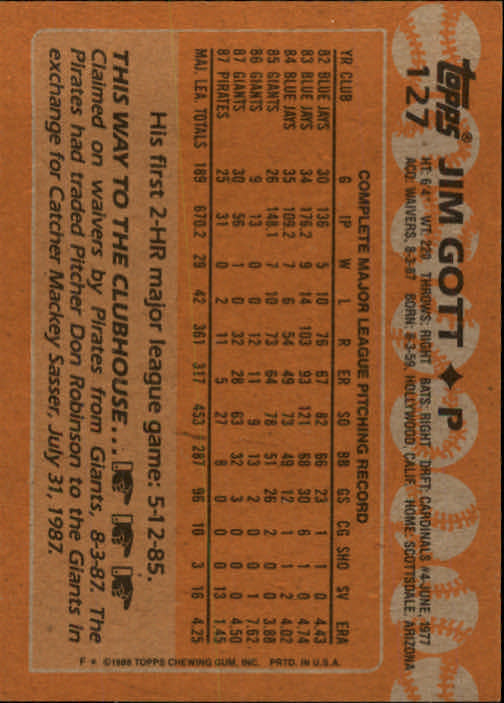 topps® JIM GOTT ◆ P
127
HT: 6'4" WT: 220 THROWS: RIGHT BATS: RIGHT DRFT: CARDINALS #4-JUNE, 1977
ACQ: WAIVERS, 8-3-87 BORN: 8-3-59, HOLLYWOOD, CALIF. HOME: SCOTTSDALE, ARIZONA
COMPLETE MAJOR LEAGUE PITCHING RECORD
YR CLUB G IP W L R ER SO BB GS CG SHO SV ERA
82 BLUE JAYS 30 136 5 10 76 67 82 66 23 1 1 0 4.43
83 BLUE JAYS 34 176.2 9 14 103 93 121 68 30 6 1 0 4.74
84 BLUE JAYS 35 109.2 7 6 54 49 73 49 12 1 1 2 4.02
85 GIANTS 26 148.1 7 10 73 64 78 51 26 2 0 0 3.88
86 GIANTS 9 13 0 0 12 11 9 13 2 0 0 1 7.62
87 GIANTS 30 56 1 0 32 28 63 32 3 0 0 0 4.50
87 PIRATES 25 31 0 2 11 5 27 8 0 0 0 13 1.45
MAJ. LEA. TOTALS 189 670.2 29 42 361 317 453 287 96 10 3 16 4.25
His first 2-HR major league game: 5-12-85.
THIS WAY TO THE CLUBHOUSE...
Claimed on waivers by Pirates from Giants, 8-3-87. The
Pirates had traded Pitcher Don Robinson to the Giants in
exchange for Catcher Mackey Sasser, July 31, 1987.
F * ©1988 TOPPS CHEWING GUM, INC. PRTD. IN U.S.A.